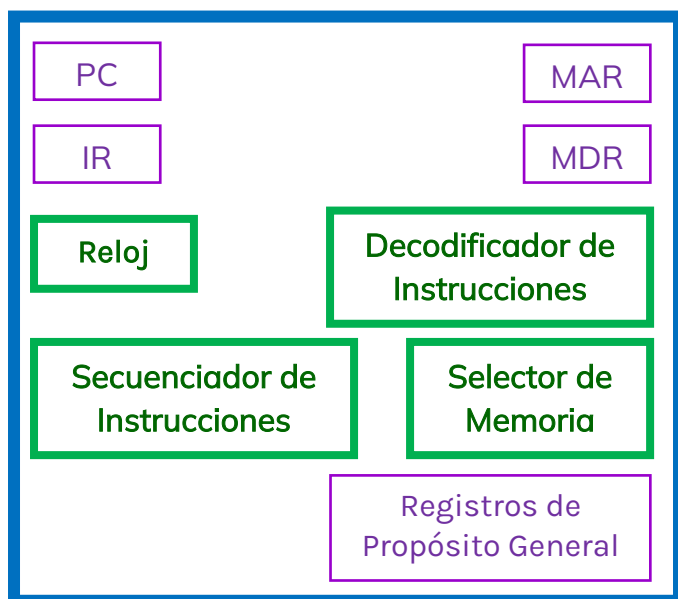 PC
MAR
IR
MDR
Reloj
Decodificador de
Instrucciones
Secuenciador de
Instrucciones
Selector de
Memoria
Registros de
Propósito General